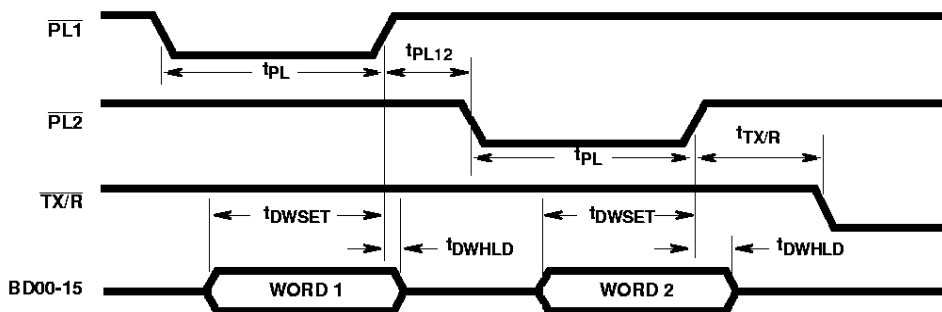 PL1
tPL
tPL12
PL2
tPL
tTX/R
TX/R
tDWSET
tDWSET
tDWHLD
tDWHLD
BD00-15
WORD 1
WORD 2